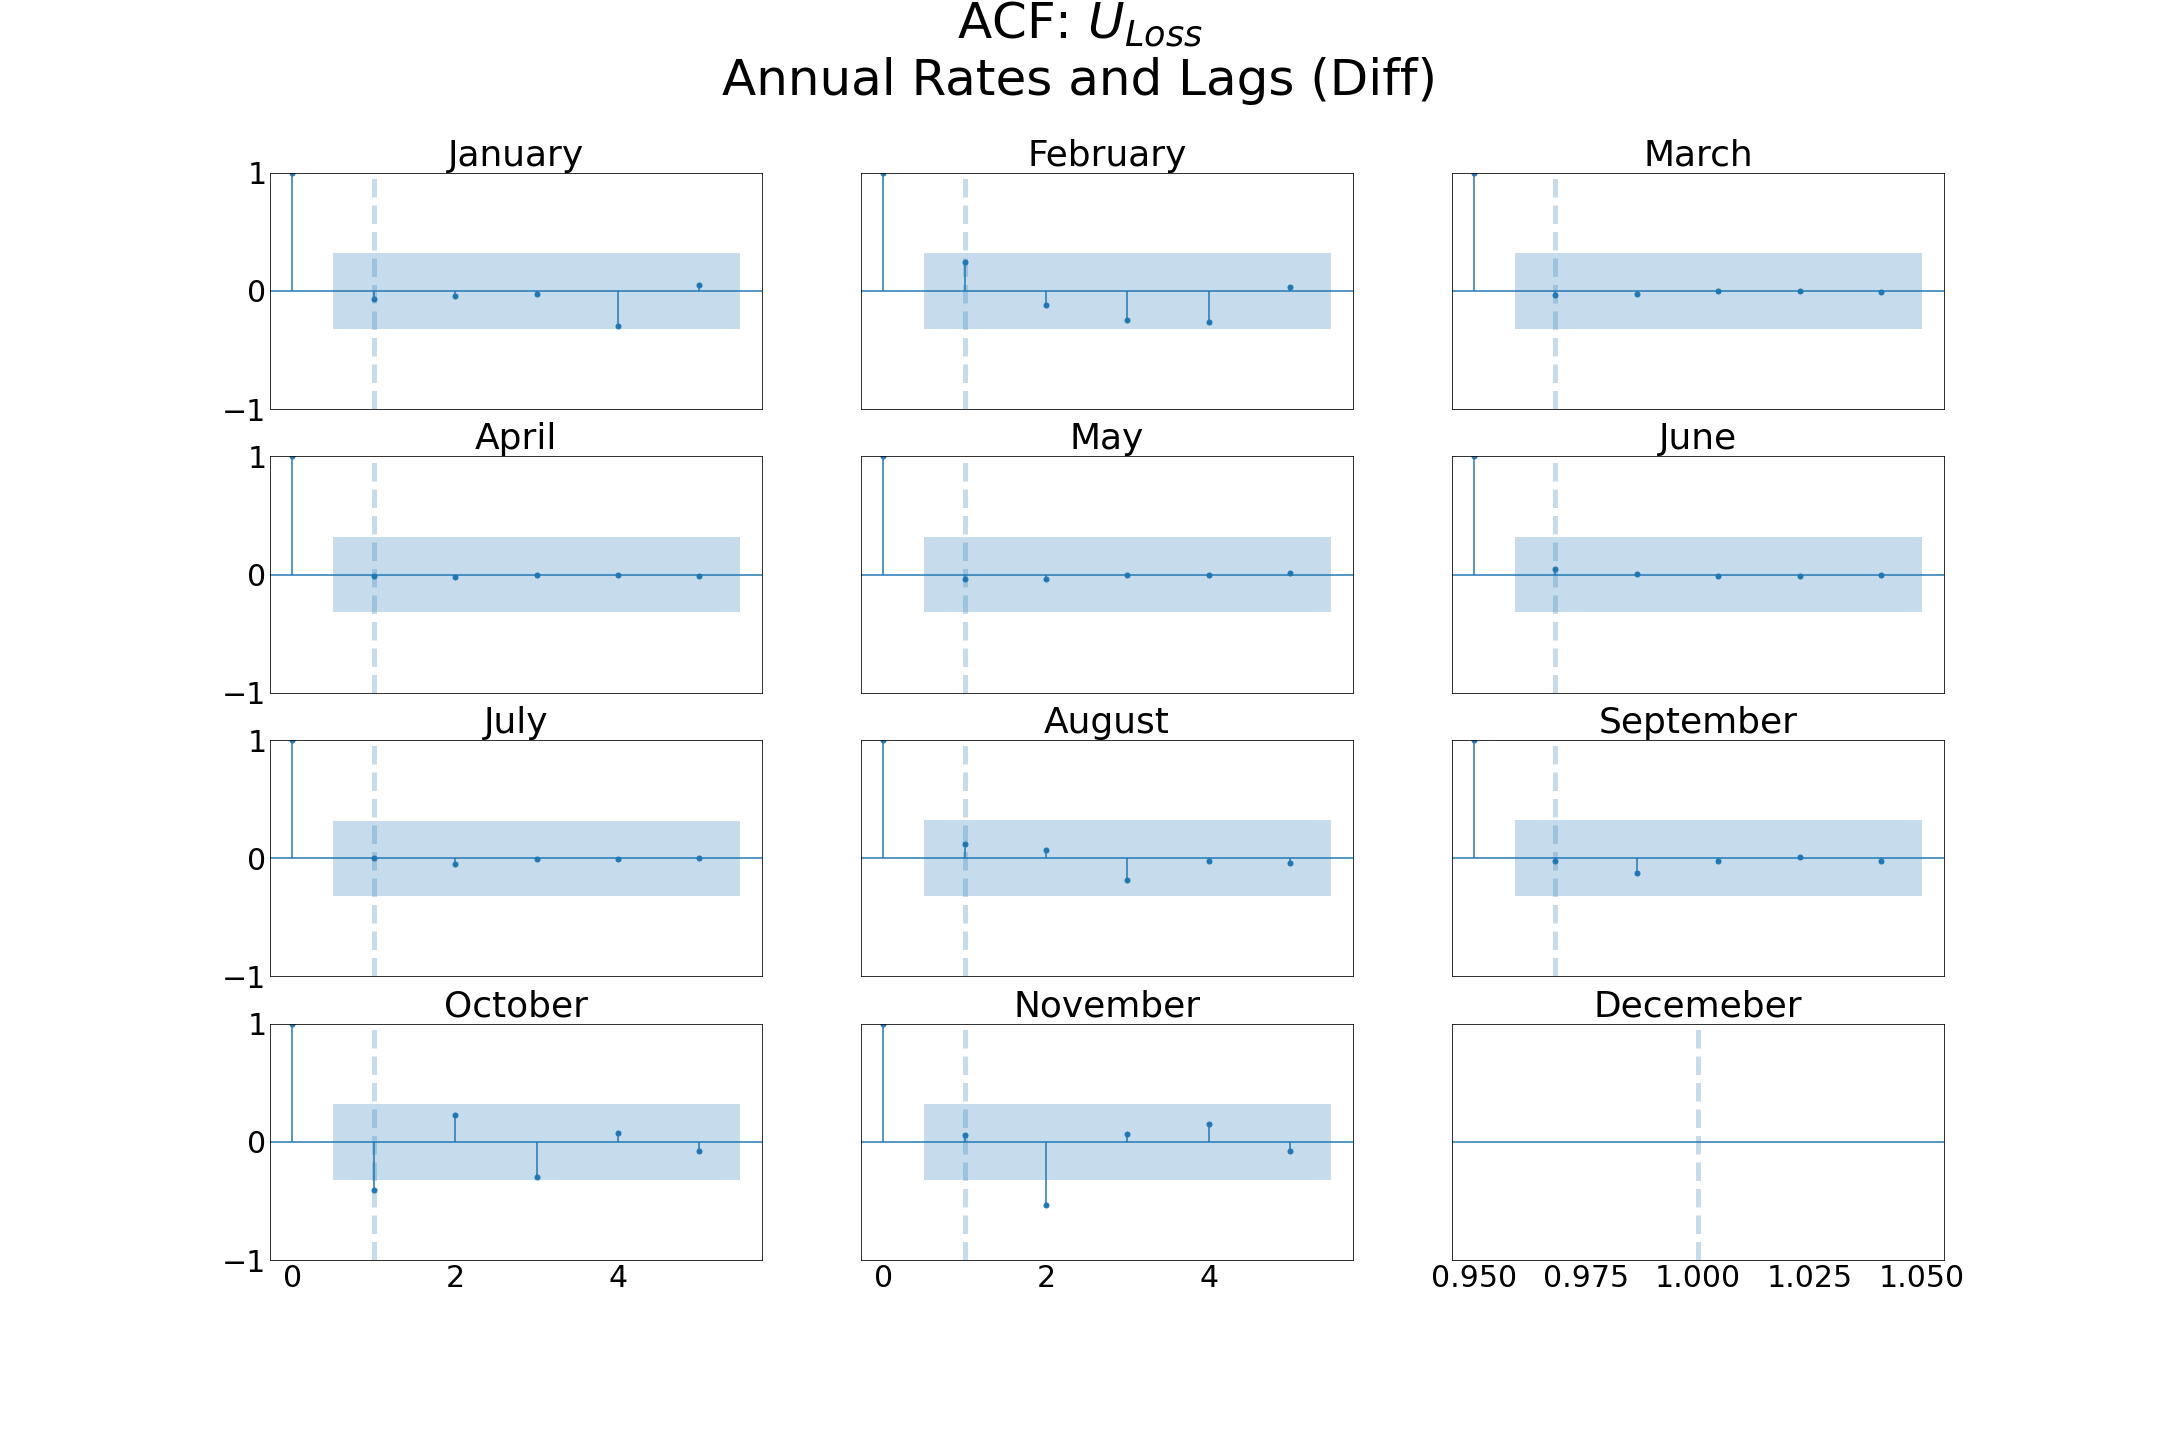 ACF: U_Loss
Annual Rates and Lags (Diff)
January February March
1
0
−1
April May June
1
0
−1
July August September
1
0
−1
October November Decemeber
1
0
−1
0 2 4 0 2 4 0.950 0.975 1.000 1.025 1.050